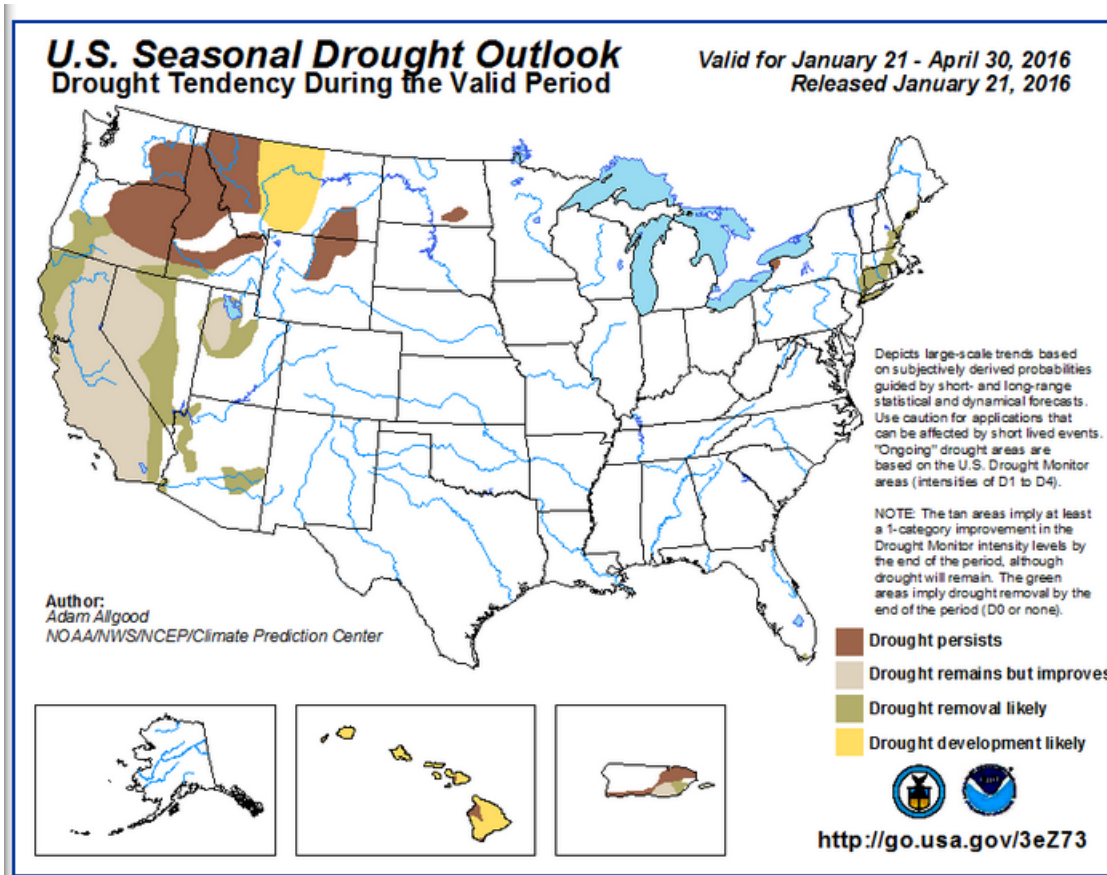 U.S. Seasonal Drought Outlook
Drought Tendency During the Valid Period
Valid for January 21 - April 30, 2016
Released January 21, 2016
Depicts large-scale trends based
on subjectively derived probabilities
guided by short- and long-range
statistical and dynamical forecasts.
Use caution for applications that
can be affected by short lived events.
"Ongoing" drought areas are
based on the U.S. Drought Monitor
areas (intensities of D1 to D4).
NOTE: The tan areas imply at least
a 1-category improvement in the
Drought Monitor intensity levels by
the end of the period, although
drought will remain. The green
areas imply drought removal by the
end of the period (D0 or none).
Author:
Adam Allgood
NOAA/NWS/NCEP/Climate Prediction Center
Drought persists
Drought remains but improves
Drought removal likely
Drought development likely
http://go.usa.gov/3eZ73